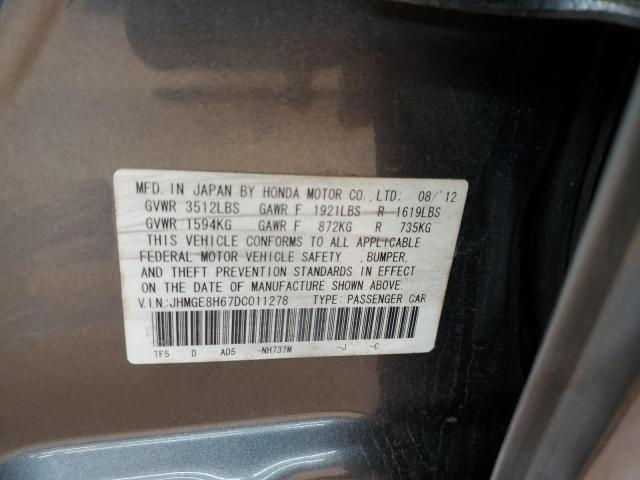 MFD. IN JAPAN BY HONDA MOTOR CO., LTD: 08/'12
GVWR 3512LBS GAWR F 1921LBS R 1619LBS
GVWR 1594KG GAWR F 872KG R 735KG
THIS VEHICLE CONFORMS TO ALL APPLICABLE
FEDERAL MOTOR VEHICLE SAFETY , BUMPER,
AND THEFT PREVENTION STANDARDS IN EFFECT
ON THE DATE OF MANUFACTURE SHOWN ABOVE.
V.I.N.:JHMGE8H67DC011278 TYPE: PASSENGER CAR
TF5 D AD5 -NH737M -J -C